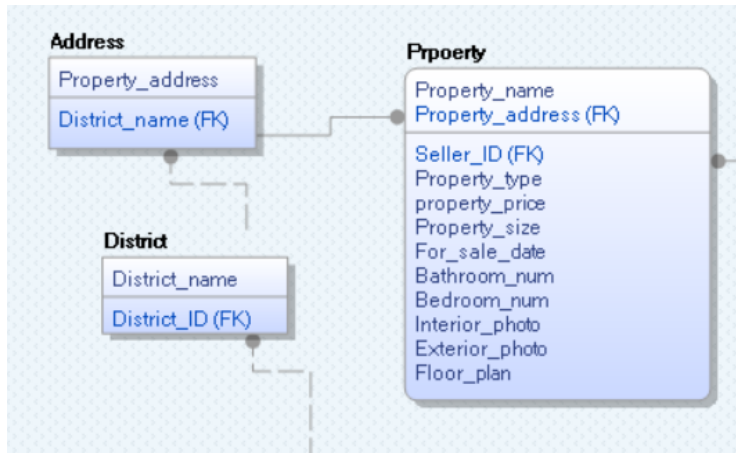 Address
Property_address
District_name (FK)
District
District_name
District_ID (FK)
Prpoerty
Property_name
Property_address (FK)
Seller_ID (FK)
Property_type
property_price
Property_size
For_sale_date
Bathroom_num
Bedroom_num
Interior_photo
Exterior_photo
Floor_plan